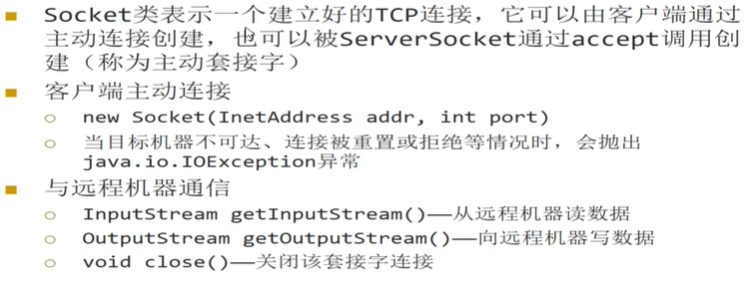 Socket类表示一个建立好的TCP连接，它可以由客户端通过
主动连接创建，也可以被ServerSocket通过accept调用创
建（称为主动套接字）
客户端主动连接
new Socket(InetAddress addr, int port)
当目标机器不可达、连接被重置或拒绝等情况时，会抛出
java.io.IOException异常
与远程机器通信
InputStream getInputStream()——从远程机器读数据
OutputStream getOutputStream()——向远程机器写数据
void close()——关闭该套接字连接